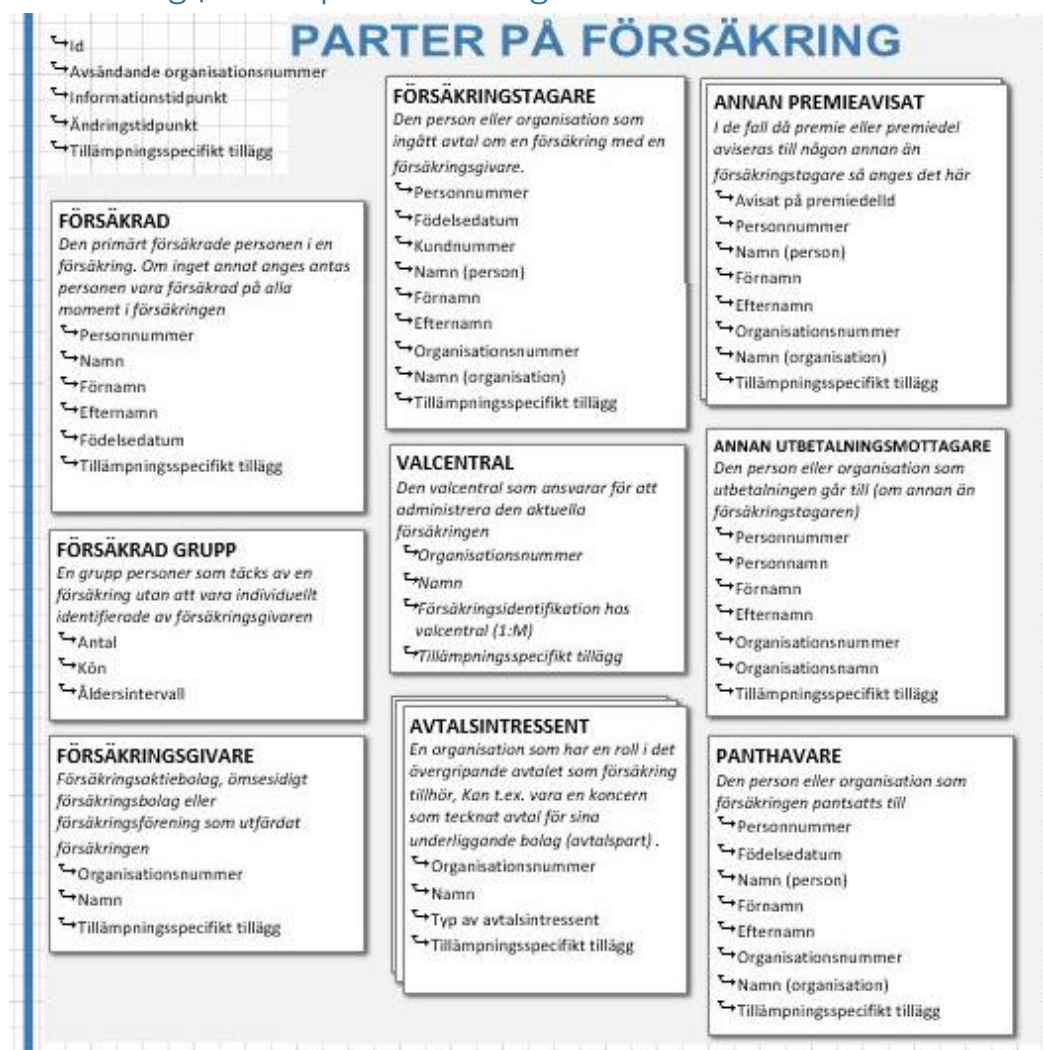 PARTER PÅ FÖRSÄKRING
Id
Avsändande organisationsnummer
Informationstidpunkt
Ändringstidpunkt
Tillämpningsspecifikt tillägg
FÖRSÄKRAD
Den primärt försäkrade personen i en
försäkring. Om inget annat anges antas
personen vara försäkrad på alla
moment i försäkringen
Personnummer
Namn
Förnamn
Efternamn
Födelsedatum
Tillämpningsspecifikt tillägg
FÖRSÄKRAD GRUPP
En grupp personer som täcks av en
försäkring utan att vara individuellt
identifierade av försäkringsgivaren
Antal
Kön
Åldersintervall
FÖRSÄKRINGSGIVARE
Försäkringsaktiebolag, ömsesidigt
försäkringsbolag eller
försäkringsförening som utfärdat
försäkringen
Organisationsnummer
Namn
Tillämpningsspecifikt tillägg
FÖRSÄKRINGSTAGARE
Den person eller organisation som
ingått avtal om en försäkring med en
försäkringsgivare.
Personnummer
Födelsedatum
Kundnummer
Namn (person)
Förnamn
Efternamn
Organisationsnummer
Namn (organisation)
Tillämpningsspecifikt tillägg
VALCENTRAL
Den valcentral som ansvarar för att
administrera den aktuella
försäkringen
Organisationsnummer
Namn
Försäkringsidentifikation hos
valcentral (1:M)
Tillämpningsspecifikt tillägg
AVTALSINTRESSENT
En organisation som har en roll i det
övergripande avtalet som försäkring
tillhör, Kan t.ex. vara en koncern
som tecknat avtal för sina
underliggande bolag (avtalspart) .
Organisationsnummer
Namn
Typ av avtalsintressent
Tillämpningsspecifikt tillägg
ANNAN PREMIEAVISAT
I de fall då premie eller premiedel
aviseras till någon annan än
försäkringstagare så anges det här
Avisat på premiedelId
Personnummer
Namn (person)
Förnamn
Efternamn
Organisationsnummer
Namn (organisation)
Tillämpningsspecifikt tillägg
ANNAN UTBETALNINGSMOTTAGARE
Den person eller organisation som
utbetalningen går till (om annan än
försäkringstagaren)
Personnummer
Personnamn
Förnamn
Efternamn
Organisationsnummer
Organisationsnamn
Tillämpningsspecifikt tillägg
PANTHAVARE
Den person eller organisation som
försäkringen pantsatts till
Personnummer
Födelsedatum
Namn (person)
Förnamn
Efternamn
Organisationsnummer
Namn (organisation)
Tillämpningsspecifikt tillägg